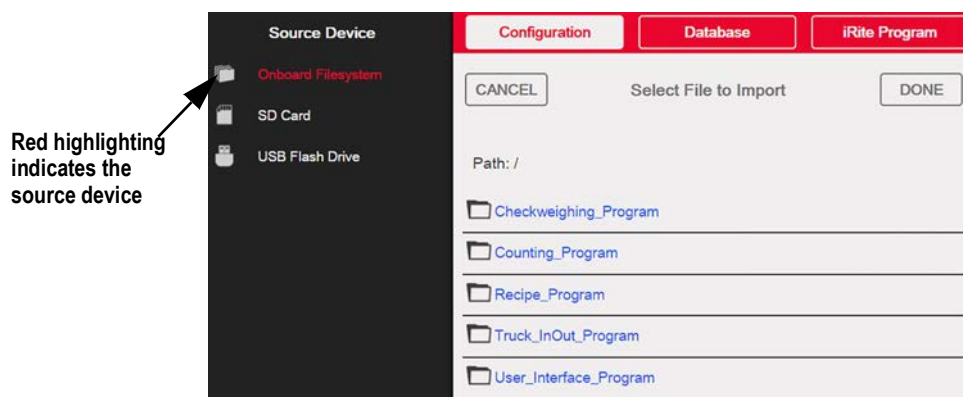 Red highlighting
indicates the
source device
Source Device
Onboard Filesystem
SD Card
USB Flash Drive
Configuration
Database
iRite Program
CANCEL
Select File to Import
DONE
Path: /
Checkweighing_Program
Counting_Program
Recipe_Program
Truck_InOut_Program
User_Interface_Program